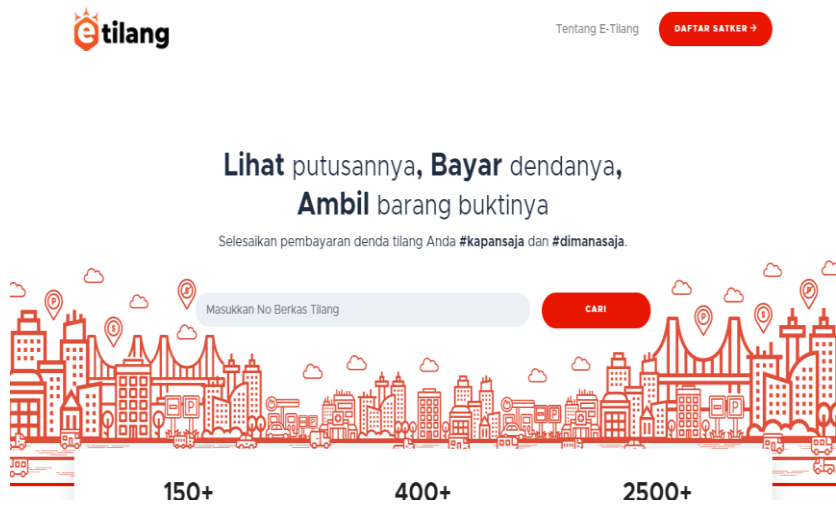 etilang
Tentang E-Tilang
DAFTAR SATKER →
Lihat putusannya, Bayar dendanya,
Ambil barang buktinya
Selesaikan pembayaran denda tilang Anda #kapansaja dan #dimanasaja.
Masukkan No Berkas Tilang
CARI
P
S
S
P
S
P
P
P
150+
400+
2500+